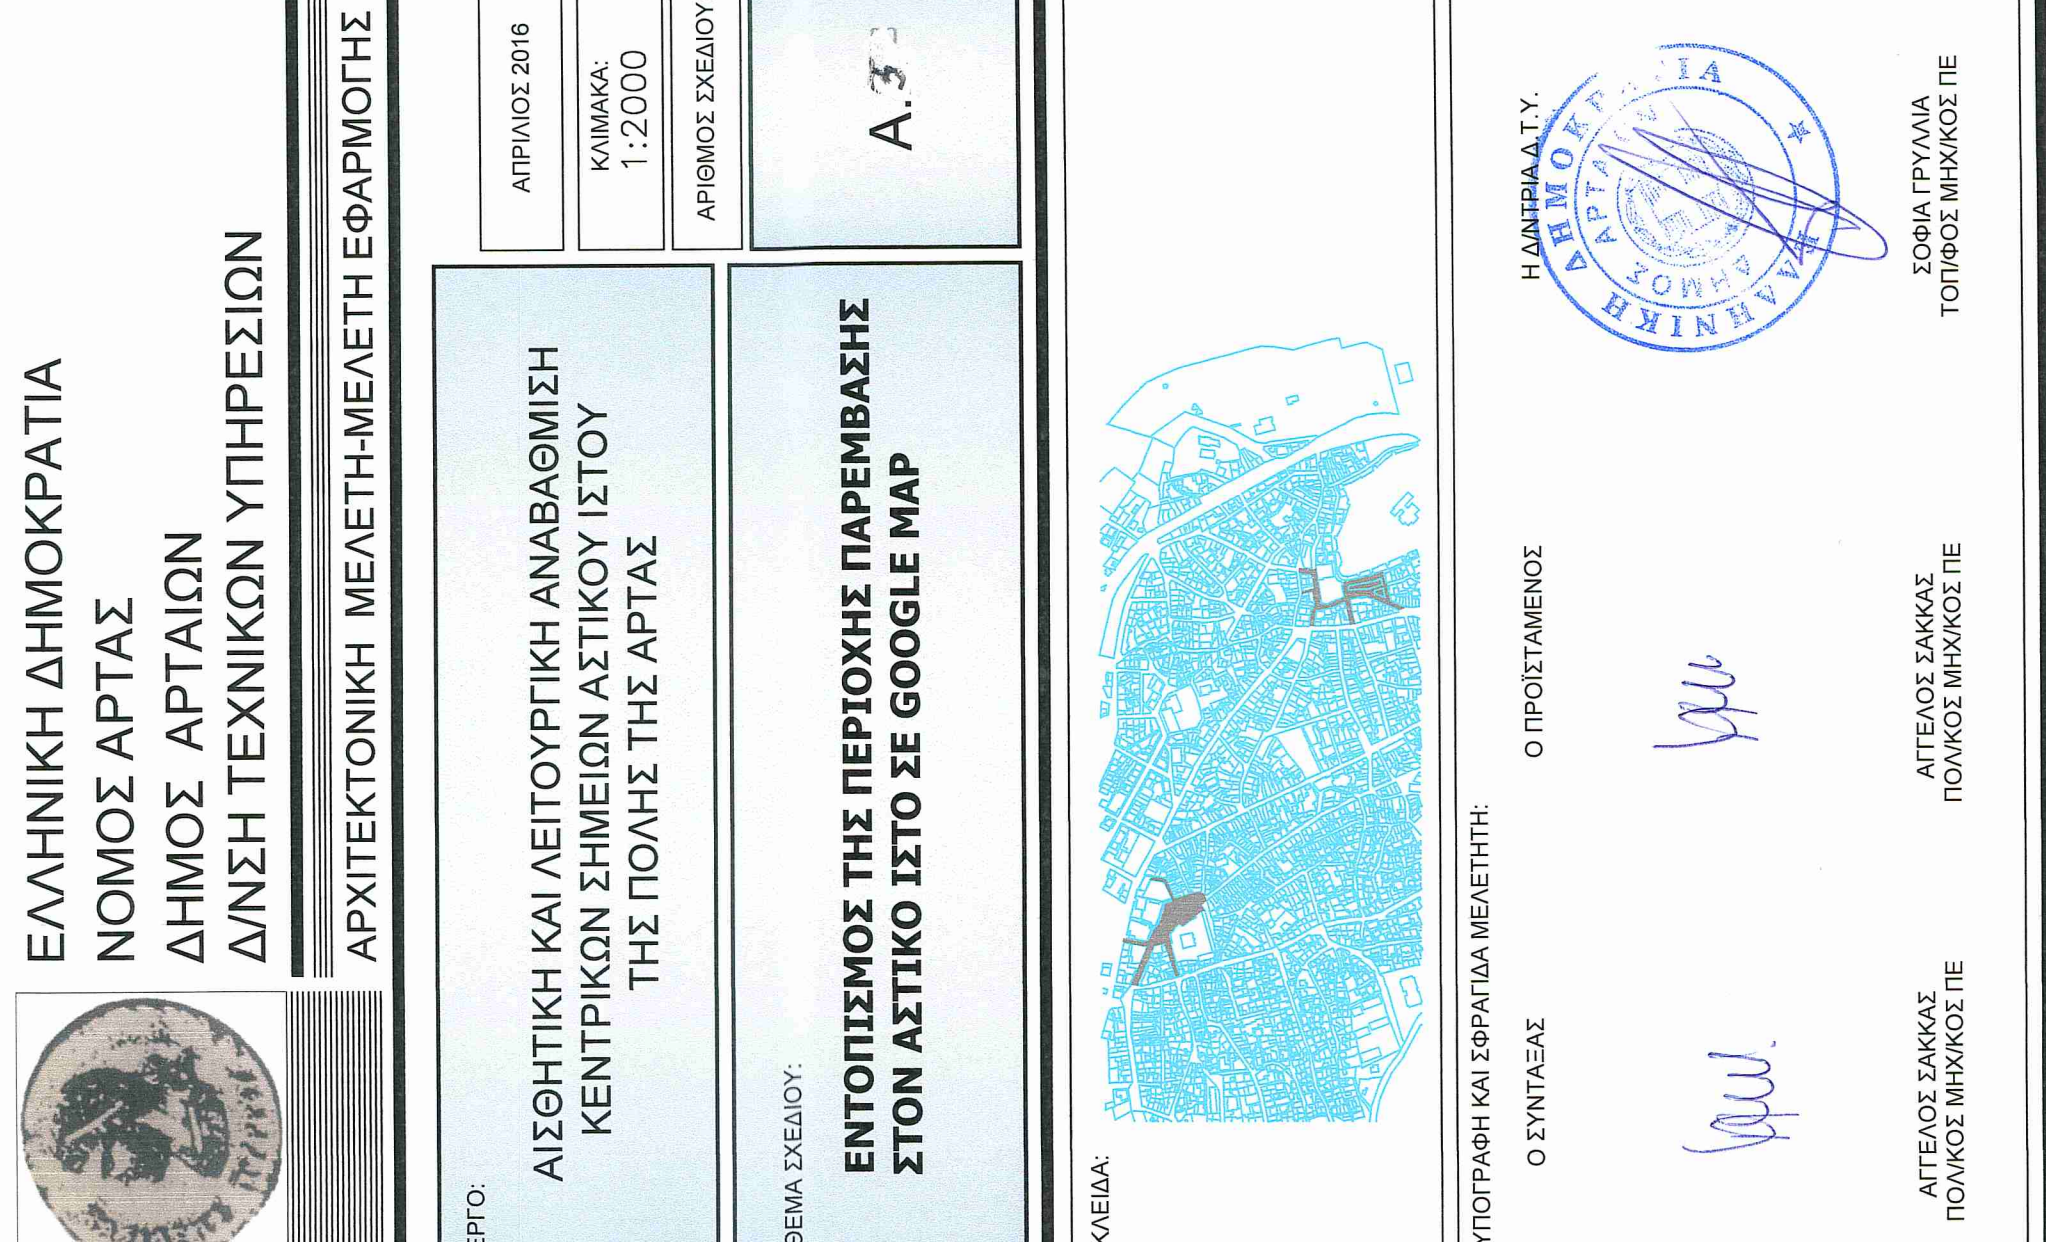 ΕΛΛΗΝΙΚΗ ΔΗΜΟΚΡΑΤΙΑ
ΝΟΜΟΣ ΑΡΤΑΣ
ΔΗΜΟΣ ΑΡΤΑΙΩΝ
Δ/ΝΣΗ ΤΕΧΝΙΚΩΝ ΥΠΗΡΕΣΙΩΝ
ΑΡΧΙΤΕΚΤΟΝΙΚΗ ΜΕΛΕΤΗ-ΜΕΛΕΤΗ ΕΦΑΡΜΟΓΗΣ
ΕΡΓΟ:
ΑΙΣΘΗΤΙΚΗ ΚΑΙ ΛΕΙΤΟΥΡΓΙΚΗ ΑΝΑΒΑΘΜΙΣΗ
ΚΕΝΤΡΙΚΩΝ ΣΗΜΕΙΩΝ ΑΣΤΙΚΟΥ ΙΣΤΟΥ
ΤΗΣ ΠΟΛΗΣ ΤΗΣ ΑΡΤΑΣ
ΑΠΡΙΛΙΟΣ 2016
ΚΛΙΜΑΚΑ:
1:2000
ΑΡΙΘΜΟΣ ΣΧΕΔΙΟΥ
ΘΕΜΑ ΣΧΕΔΙΟΥ:
ΕΝΤΟΠΙΣΜΟΣ ΤΗΣ ΠΕΡΙΟΧΗΣ ΠΑΡΕΜΒΑΣΗΣ
ΣΤΟΝ ΑΣΤΙΚΟ ΙΣΤΟ ΣΕ GOOGLE MAP
Α.
ΚΛΕΙΔΑ:
ΥΠΟΓΡΑΦΗ ΚΑΙ ΣΦΡΑΓΙΔΑ ΜΕΛΕΤΗΤΗ:
Ο ΣΥΝΤΑΞΑΣ
ΑΓΓΕΛΟΣ ΣΑΚΚΑΣ
ΠΟΛ/ΚΟΣ ΜΗΧ/ΚΟΣ ΠΕ
Ο ΠΡΟΪΣΤΑΜΕΝΟΣ
ΑΓΓΕΛΟΣ ΣΑΚΚΑΣ
ΠΟΛ/ΚΟΣ ΜΗΧ/ΚΟΣ ΠΕ
Η Δ/ΝΤΡΙΑ Δ.Τ.Υ.
ΔΗΜΟΣ
ΣΟΦΙΑ ΓΡΥΛΛΙΑ
ΤΟΠ/ΦΟΣ ΜΗΧ/ΚΟΣ ΠΕ